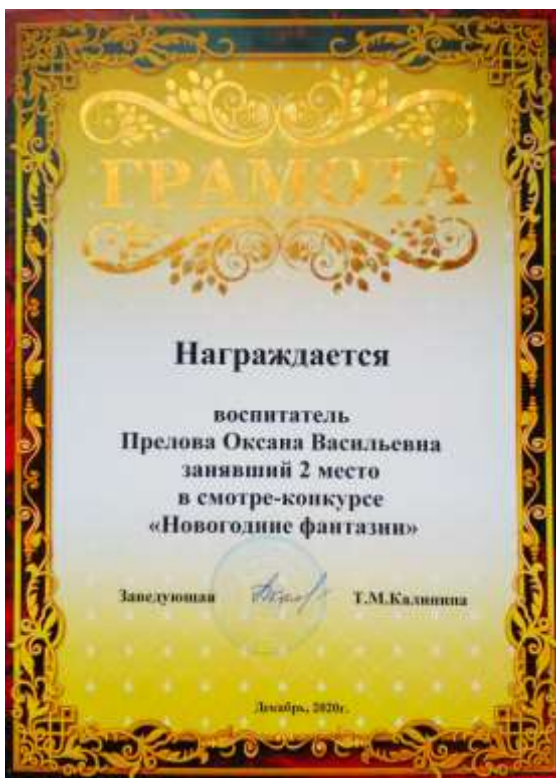 ГРАМОТА
Награждается
воспитатель
Прелова Оксана Васильевна
занявший 2 место
в смотре-конкурсе
«Новогодние фантазии»
Заведующая Т.М.Калинина
Декабрь, 2020г.